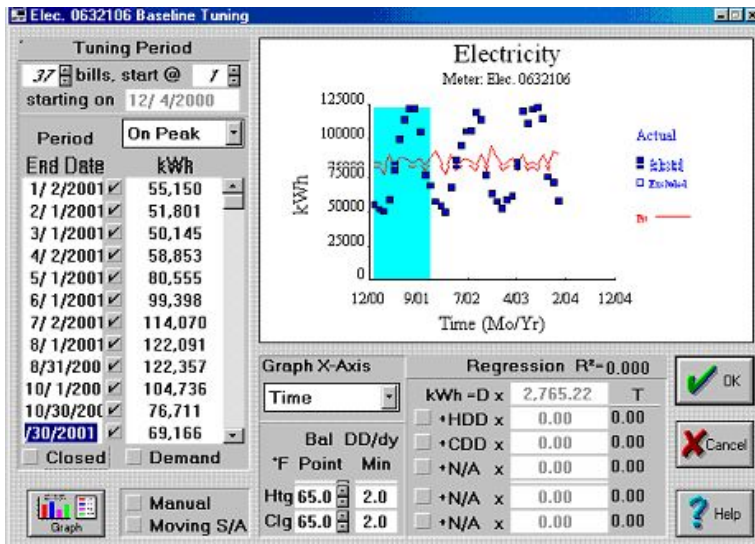 Elec. 0632106 Baseline Tuning
Tuning Period
37 bills, start @ 1
starting on 12/ 4/2000
Period On Peak
End Date kWh
1/ 2/2001 55,150
2/ 1/2001 51,801
3/ 1/2001 50,145
4/ 2/2001 58,853
5/ 1/2001 80,555
6/ 1/2001 99,398
7/ 2/2001 114,070
8/ 1/2001 122,091
8/31/200 122,357
10/ 1/200 104,736
10/30/200 76,711
/30/2001 69,166
Closed Demand
Graph
Manual
Moving S/A
Electricity
Meter: Elec. 0632106
kWh
125000
100000
75000
50000
25000
0
12/00 9/01 7/02 4/03 2/04 12/04
Time (Mo/Yr)
Actual
Excluded
Graph X-Axis
Time
Bal DD/dy
°F Point Min
Htg 65.0 2.0
Clg 65.0 2.0
Regression R²=0.000
kWh =D x 2,765.22 T
+HDD x 0.00 0.00
+CDD x 0.00 0.00
+N/A x 0.00 0.00
+N/A x 0.00 0.00
+N/A x 0.00 0.00
OK
Cancel
Help